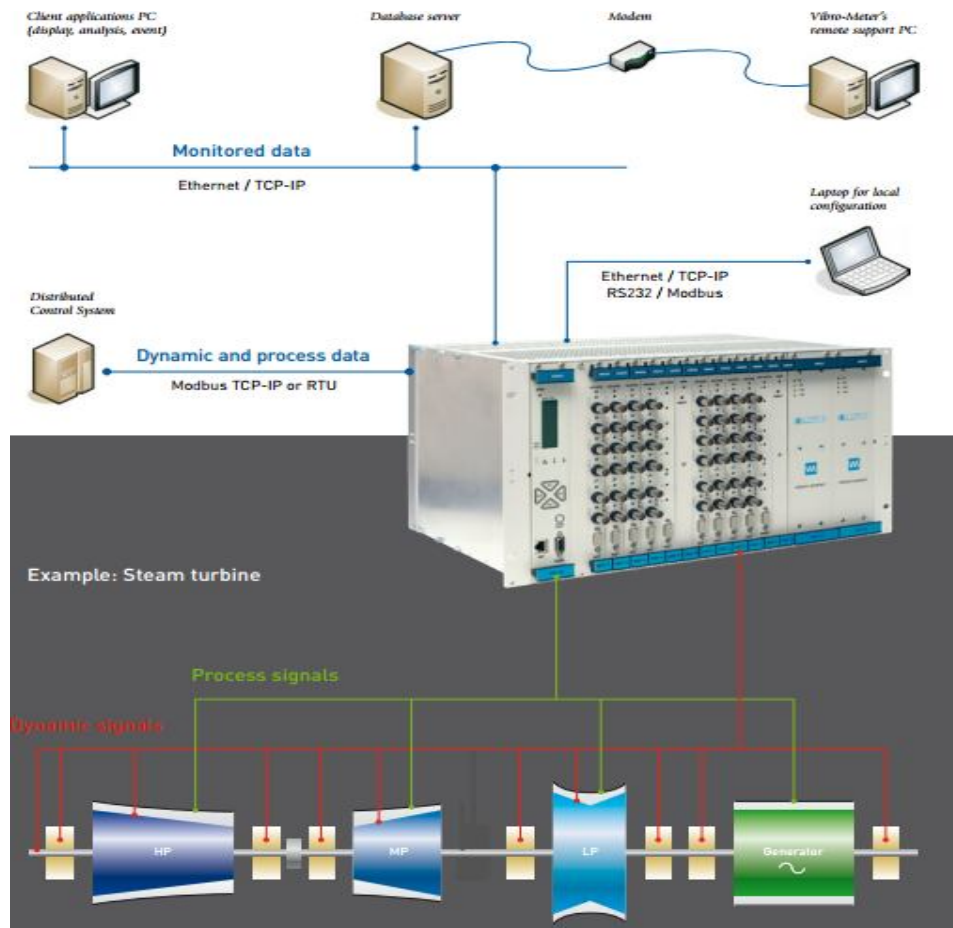 Client applications PC
(display, analysis, event)
Database server
Modem
Vibro-Meter's
remote support PC
Monitored data
Ethernet / TCP-IP
Laptop for local
configuration
Ethernet / TCP-IP
RS232 / Modbus
Distributed
Control System
Dynamic and process data
Modbus TCP-IP or RTU
Example: Steam turbine
Process signals
Dynamic signals
HP
MP
LP
Generator